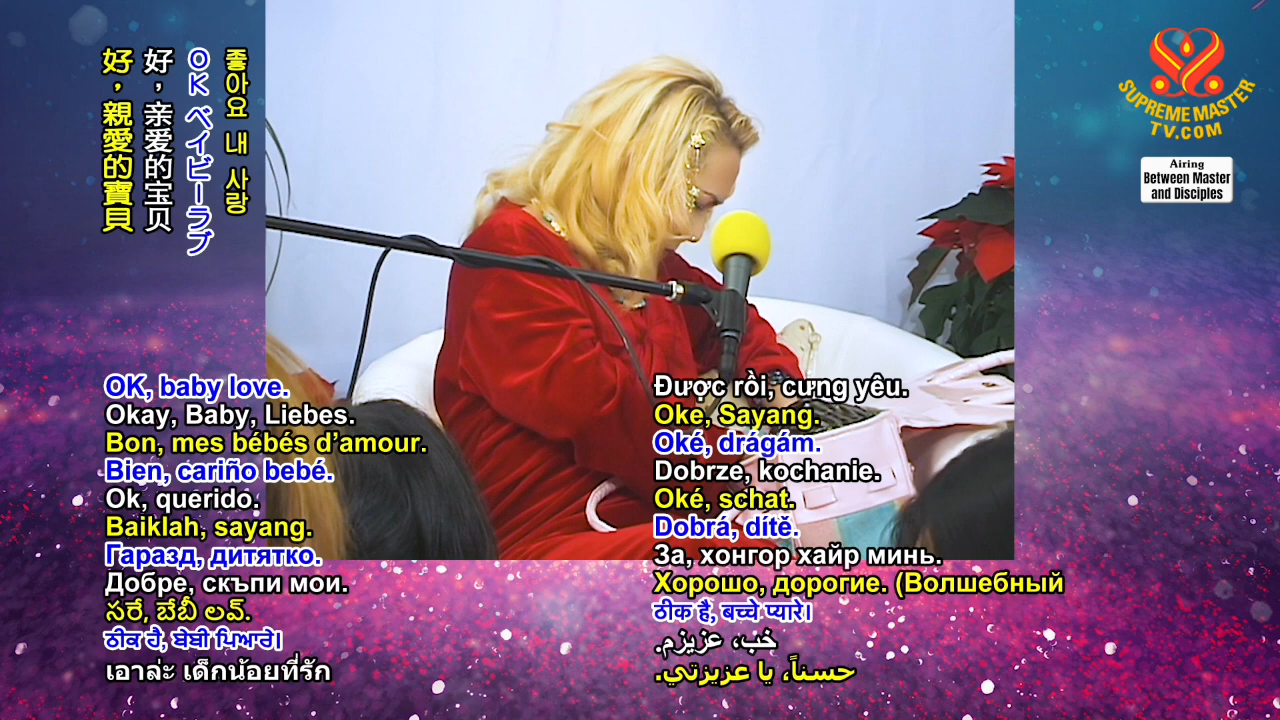 好，親愛的寶貝
好，亲爱的宝贝
OK ベイビーラブ
좋아요 내 사랑
SUPREME MASTER
TV.COM
Airing
Between Master
and Disciples
OK, baby love.
Okay, Baby, Liebes.
Bon, mes bébés d’amour.
Bien, cariño bebé.
Ok, querido.
Baiklah, sayang.
Гаразд, дитятко.
Добре, скъпи мои.
సరే, బేబీ లవ్.
ਠੀਕ ਹੈ, ਬੇਬੀ ਪਿਆਰੇ।
เอาล่ะ เด็กน้อยที่รัก
Được rồi, cưng yêu.
Oke, Sayang.
Oké, drágám.
Dobrze, kochanie.
Oké, schat.
Dobrá, dítě.
За, хонгор хайр минь.
Хорошо, дорогие. (Волшебный
ठीक है, बच्चे प्यारे।
خب، عزیزم.
حسناً، يا عزيزتي.